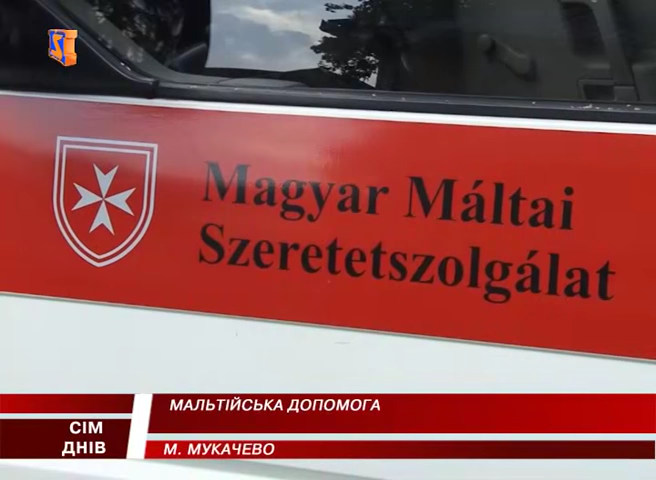 Magyar Máltai
Szeretetszolgálat
МАЛЬТІЙСЬКА ДОПОМОГА
СІМ
ДНІВ
М. МУКАЧЕВО